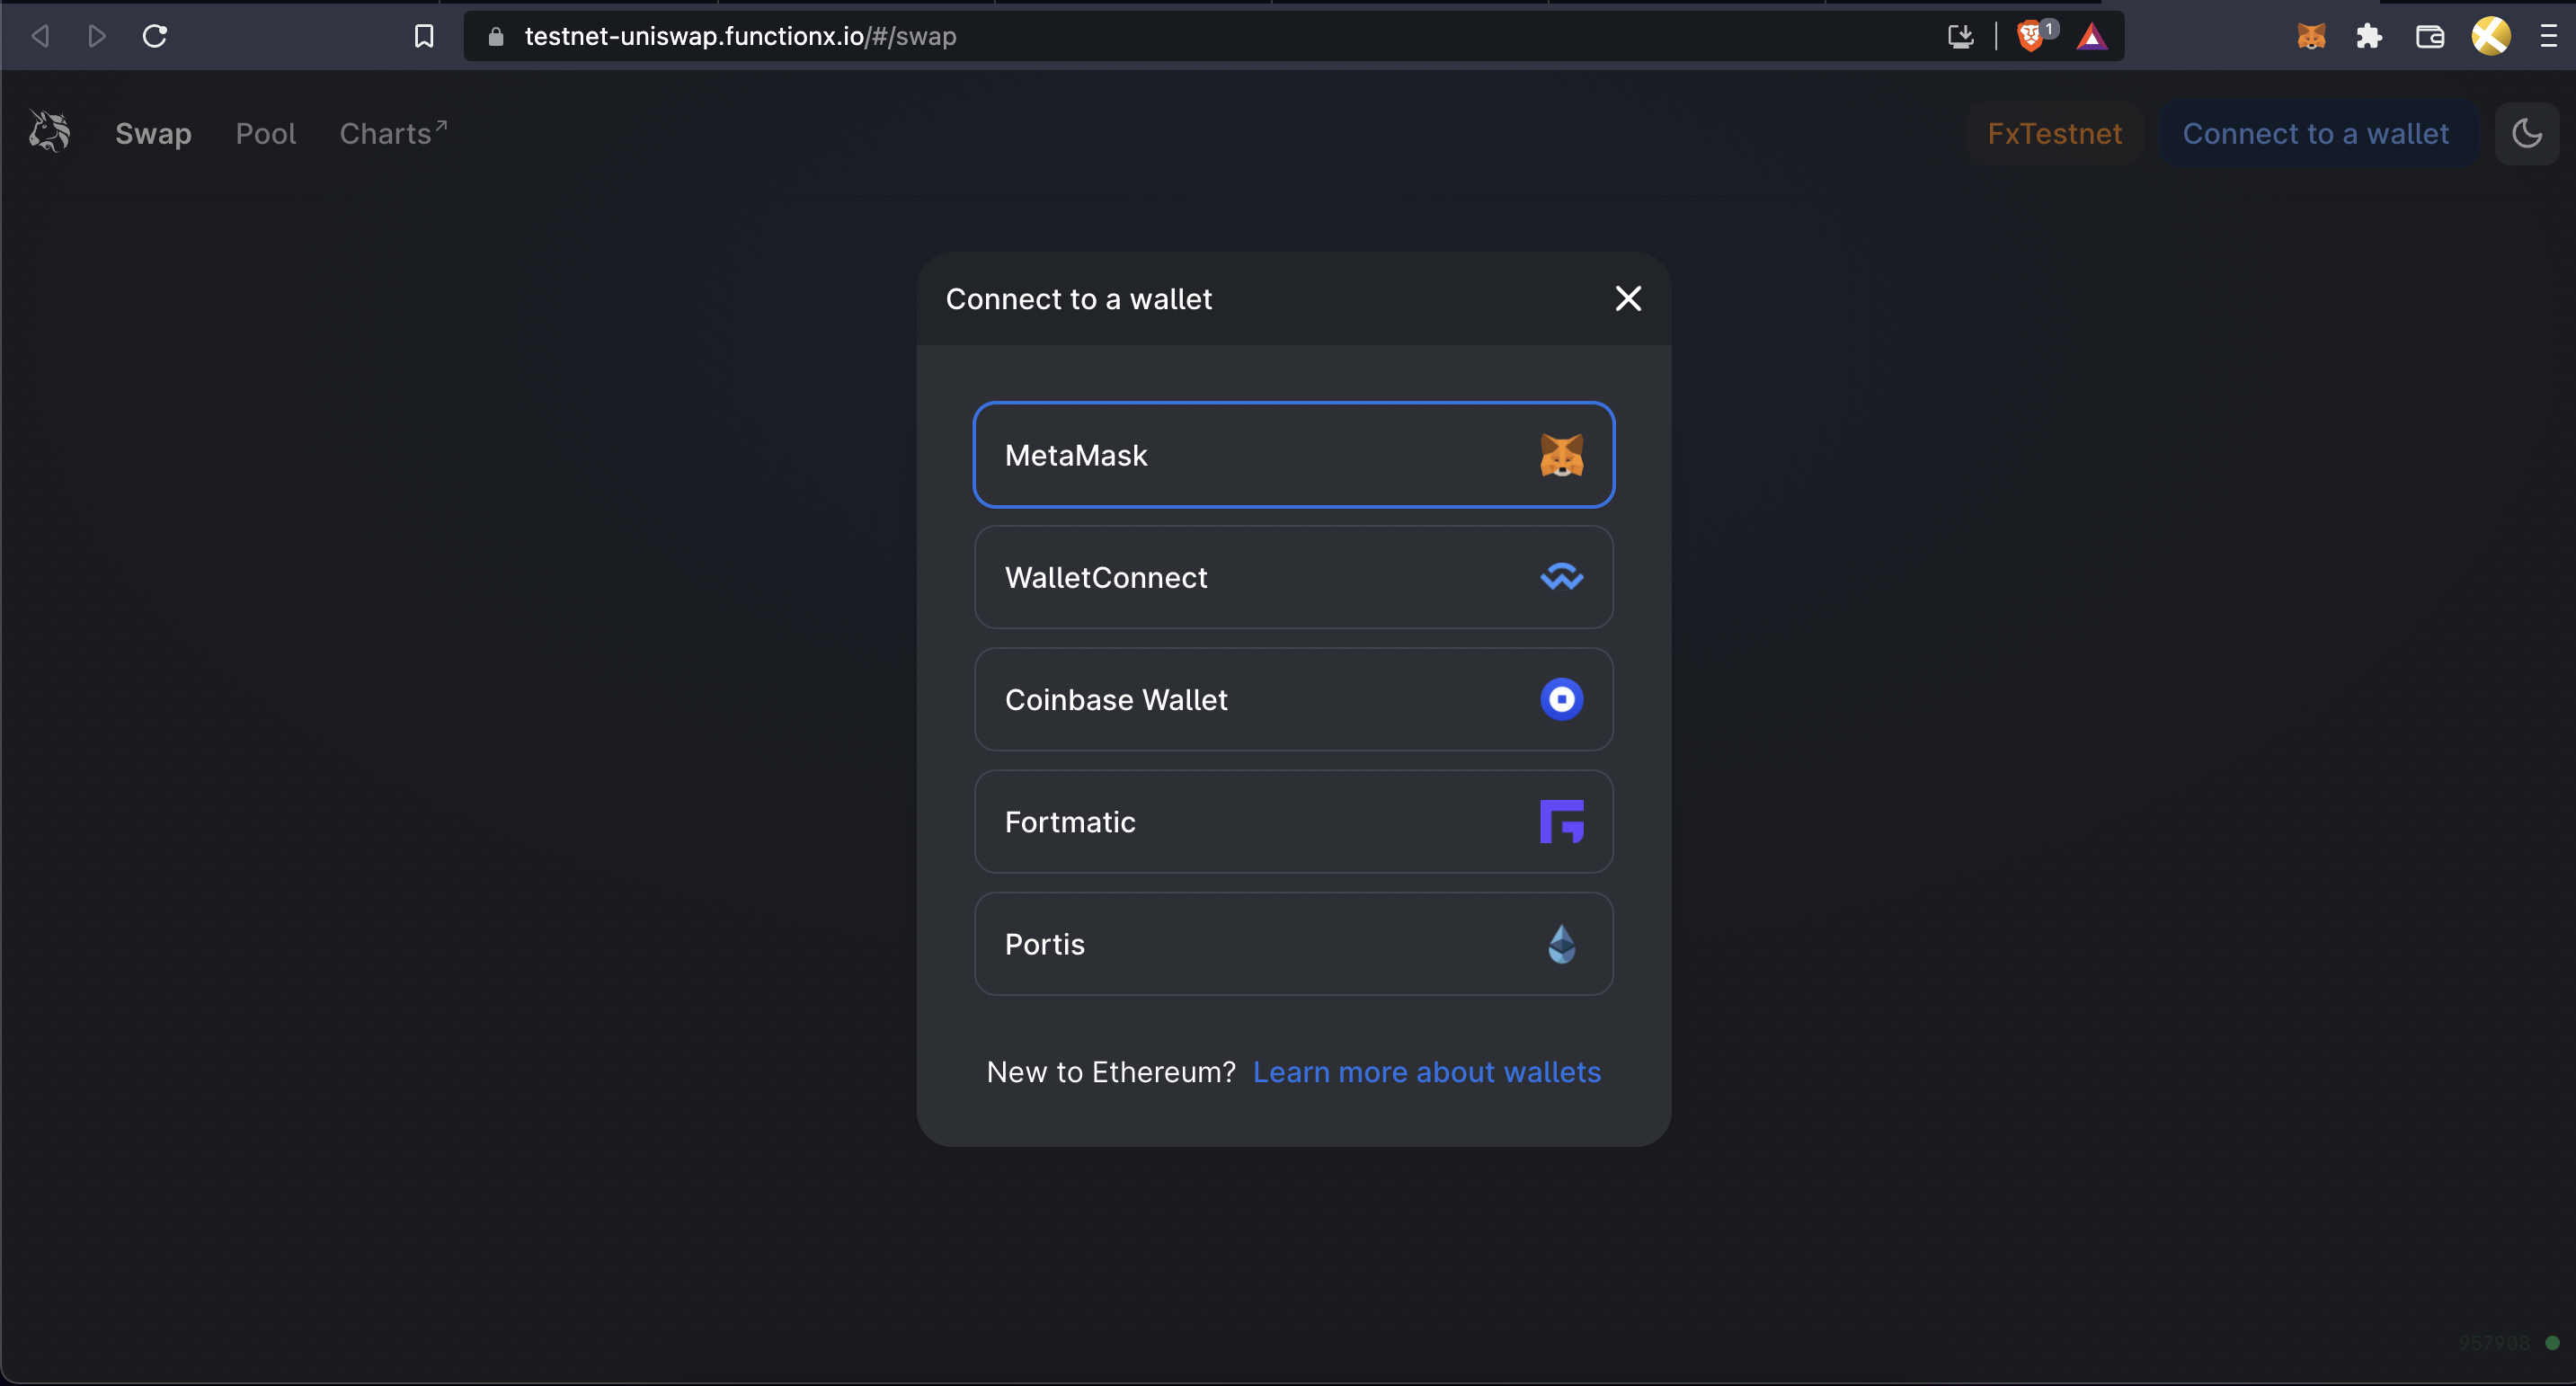 testnet-uniswap.functionx.io/#/swap
1
Swap
Pool
Charts↗
FxTestnet
Connect to a wallet
Connect to a wallet
MetaMask
WalletConnect
Coinbase Wallet
Fortmatic
Portis
New to Ethereum? Learn more about wallets
957908